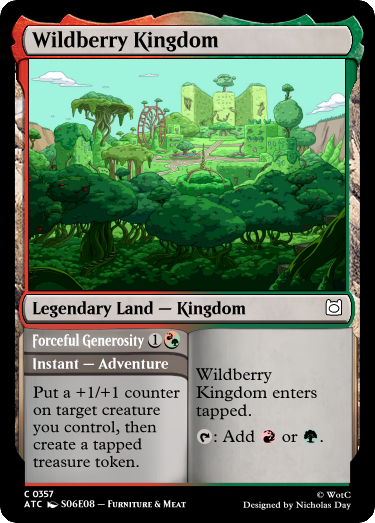 Wildberry Kingdom
Legendary Land — Kingdom
Forceful Generosity 1
Instant — Adventure
Put a +1/+1 counter
on target creature
you control, then
create a tapped
treasure token.
Wildberry
Kingdom enters
tapped.
: Add or .
C 0357
ATC S06E08 — Furniture & Meat
© WotC
Designed by Nicholas Day